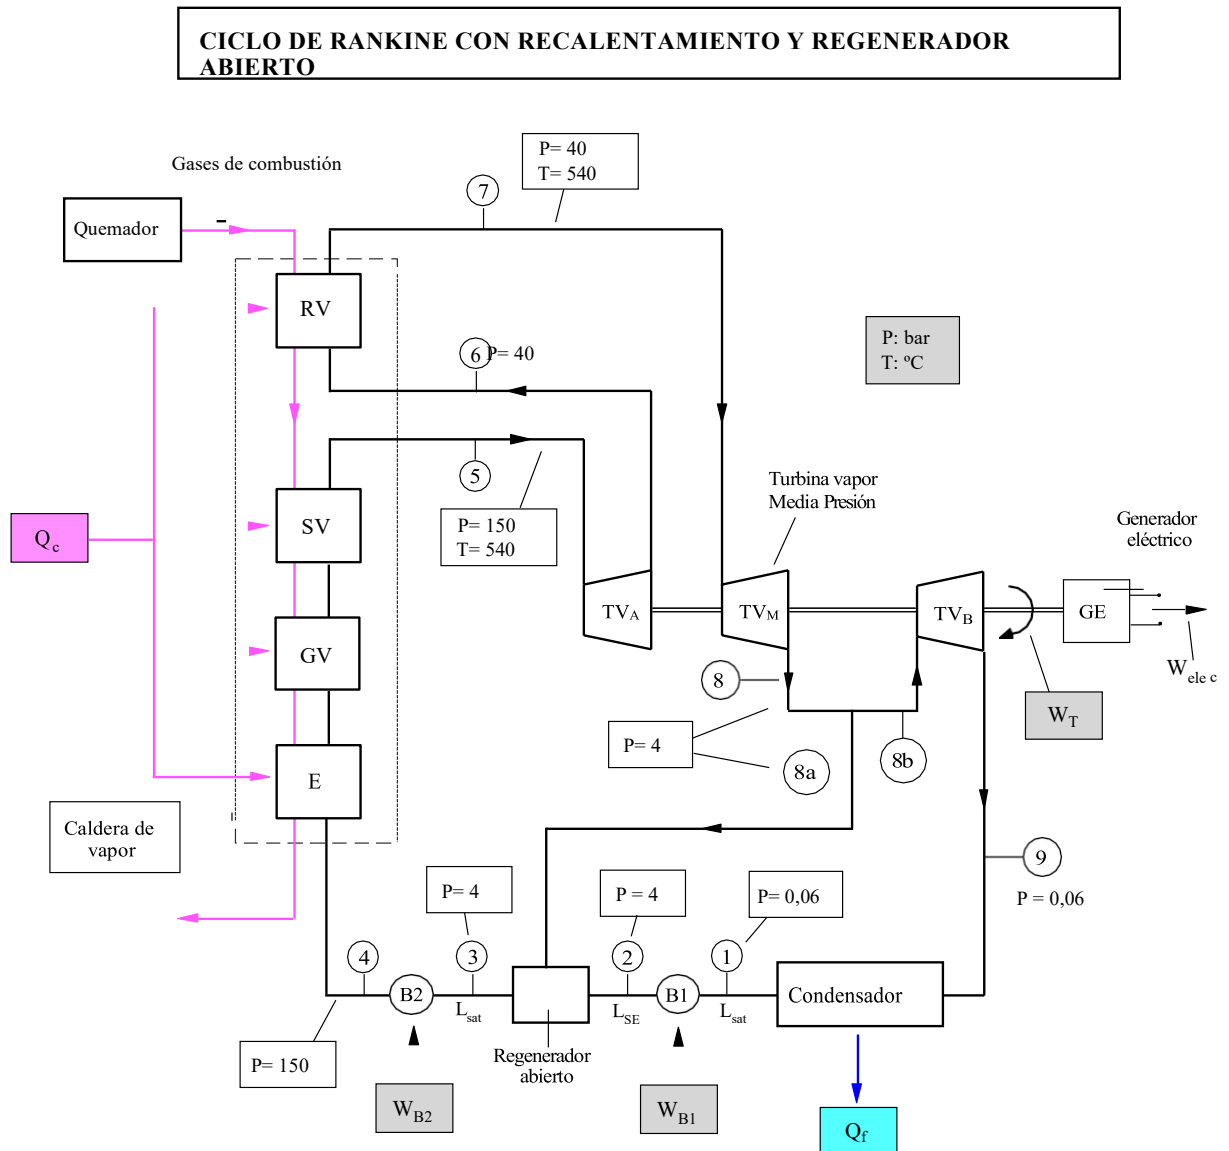 CICLO DE RANKINE CON RECALENTAMIENTO Y REGENERADOR
ABIERTO
Gases de combustión
P= 40
T= 540
7
Quemador
RV
6
P= 40
P: bar
T: ºC
5
P= 150
T= 540
Turbina vapor
Media Presión
Generador
eléctrico
Qc
SV
TVA
TVM
TVB
GE
GV
Welec
8
WT
P= 4
8a
8b
E
Caldera de
vapor
9
P = 0,06
P= 4
P= 4
P= 0,06
4
3
2
1
B2
B1
Condensador
Lsat
LSE
Lsat
Regenerador
abierto
P= 150
WB2
WB1
Qf